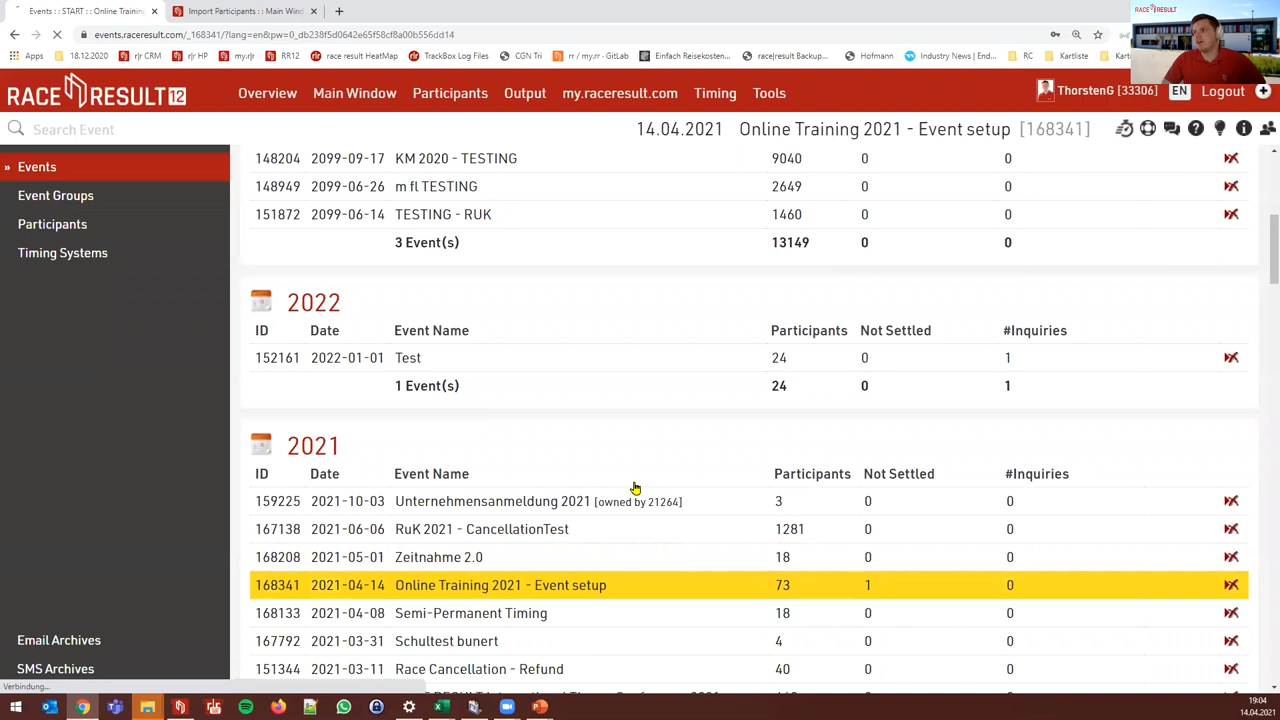 Events : : START : : Online Training
Import Participants : : Main Wind
events.raceresult.com/_168341/?lang=en&pw=0_db238f5d0642e65f58cf8a00b556dd14
Apps
18.12.2020
r|r CRM
r|r HP
my.r|r
RR12
race result HeatMap
TrackBox Log Files
CGN Tri
Einfach Reisekosten...
rr / my.rr · GitLab
race|result Backup...
Hofmann
Industry News | End...
RC
Kartliste
RACE RESULT
RACE RESULT 12
Overview
Main Window
Participants
Output
my.raceresult.com
Timing
Tools
ThorstenG [33306]
EN
Logout
Search Event
14.04.2021 Online Training 2021 - Event setup [168341]
» Events
Event Groups
Participants
Timing Systems
148204 2099-09-17 KM 2020 - TESTING 9040 0 0
148949 2099-06-26 m fl TESTING 2649 0 0
151872 2099-06-14 TESTING - RUK 1460 0 0
3 Event(s) 13149 0 0
2022
ID Date Event Name Participants Not Settled #Inquiries
152161 2022-01-01 Test 24 0 1
1 Event(s) 24 0 1
2021
ID Date Event Name Participants Not Settled #Inquiries
159225 2021-10-03 Unternehmensanmeldung 2021 [owned by 21264] 3 0 0
167138 2021-06-06 RuK 2021 - CancellationTest 1281 0 0
168208 2021-05-01 Zeitnahme 2.0 18 0 0
168341 2021-04-14 Online Training 2021 - Event setup 73 1 0
168133 2021-04-08 Semi-Permanent Timing 18 0 0
167792 2021-03-31 Schultest bunert 4 0 0
151344 2021-03-11 Race Cancellation - Refund 40 0 0
Email Archives
SMS Archives
Verbindung...
19:04
14.04.2021